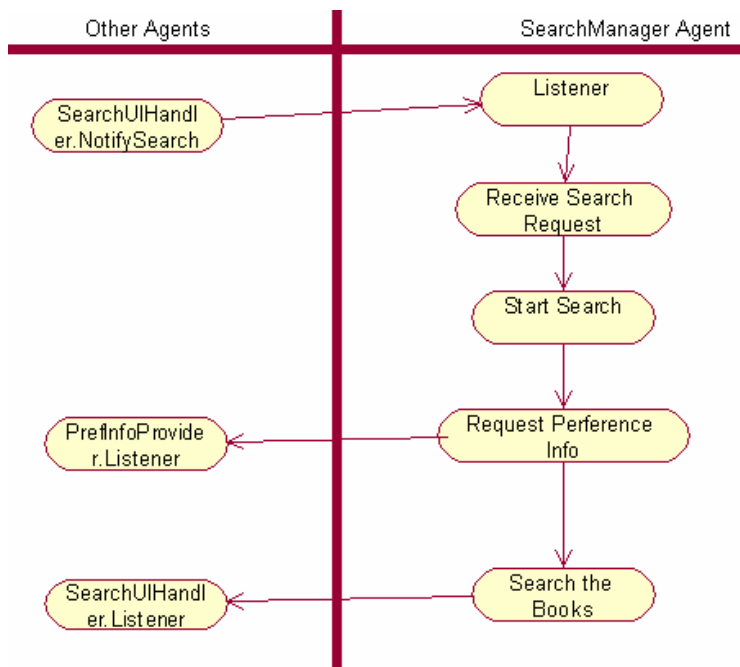 Other Agents
SearchManager Agent
Listener
SearchUIHandl
er.NotifySearch
Receive Search
Request
Start Search
PrefInfoProvide
r.Listener
Request Perference
Info
SearchUIHandl
er.Listener
Search the
Books